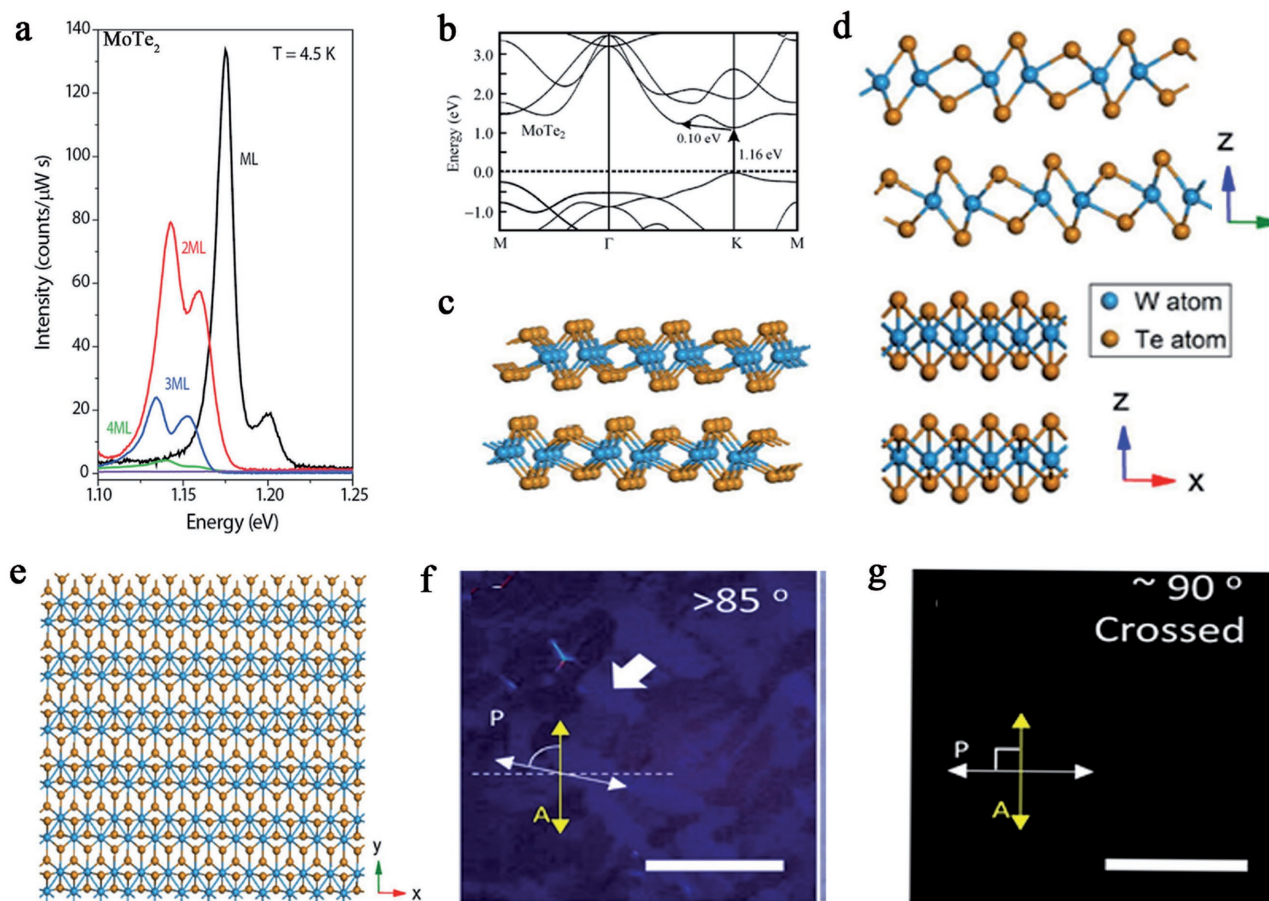 a
MoTe₂
T = 4.5 K
140
120
100
80
60
40
20
0
Intensity (counts/μW s)
ML
2ML
3ML
4ML
1.10
1.15
1.20
1.25
Energy (eV)
b
3.0
2.0
1.0
0.0
−1.0
Energy (eV)
MoTe₂
0.10 eV
1.16 eV
M
Γ
K
M
c
d
Z
W atom
Te atom
Z
X
e
y
x
f
>85 °
P
A
g
~ 90 °
Crossed
P
A